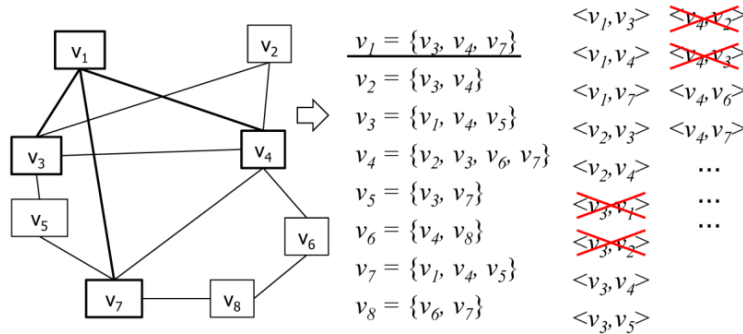 v1
v2
v3
v4
v5
v6
v7
v8
v1 = {v3, v4, v7}
v2 = {v3, v4}
v3 = {v1, v4, v5}
v4 = {v2, v3, v6, v7}
v5 = {v3, v7}
v6 = {v4, v8}
v7 = {v1, v4, v5}
v8 = {v6, v7}
<v1,v3>
<v1,v4>
<v1,v7>
<v2,v3>
<v2,v4>
<v3,v1>
<v3,v2>
<v3,v4>
<v3,v5>
<v4,v2>
<v4,v3>
<v4,v6>
<v4,v7>
...
...
...